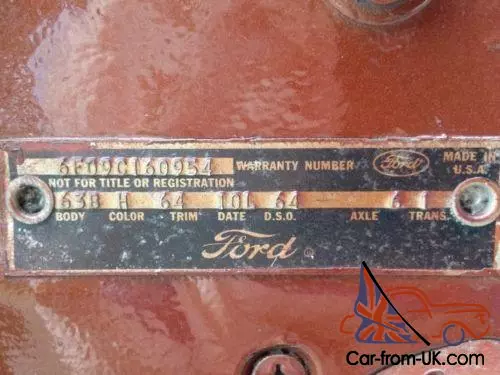 6F09C160954 WARRANTY NUMBER Ford MADE IN U.S.A.
NOT FOR TITLE OR REGISTRATION
63B H 64 10L 64 6 1
BODY COLOR TRIM DATE D.S.O. AXLE TRANS.
Ford
Car-from-UK.com